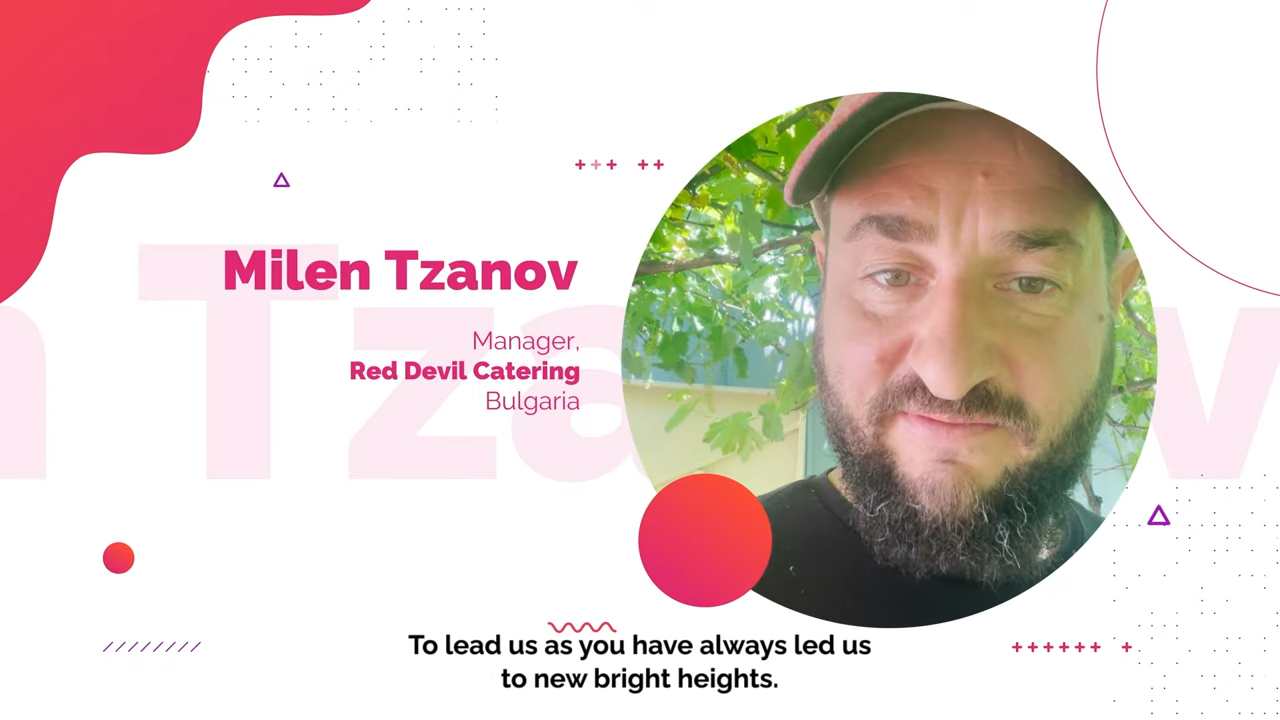 Milen Tzanov
Manager,
Red Devil Catering
Bulgaria
To lead us as you have always led us
to new bright heights.